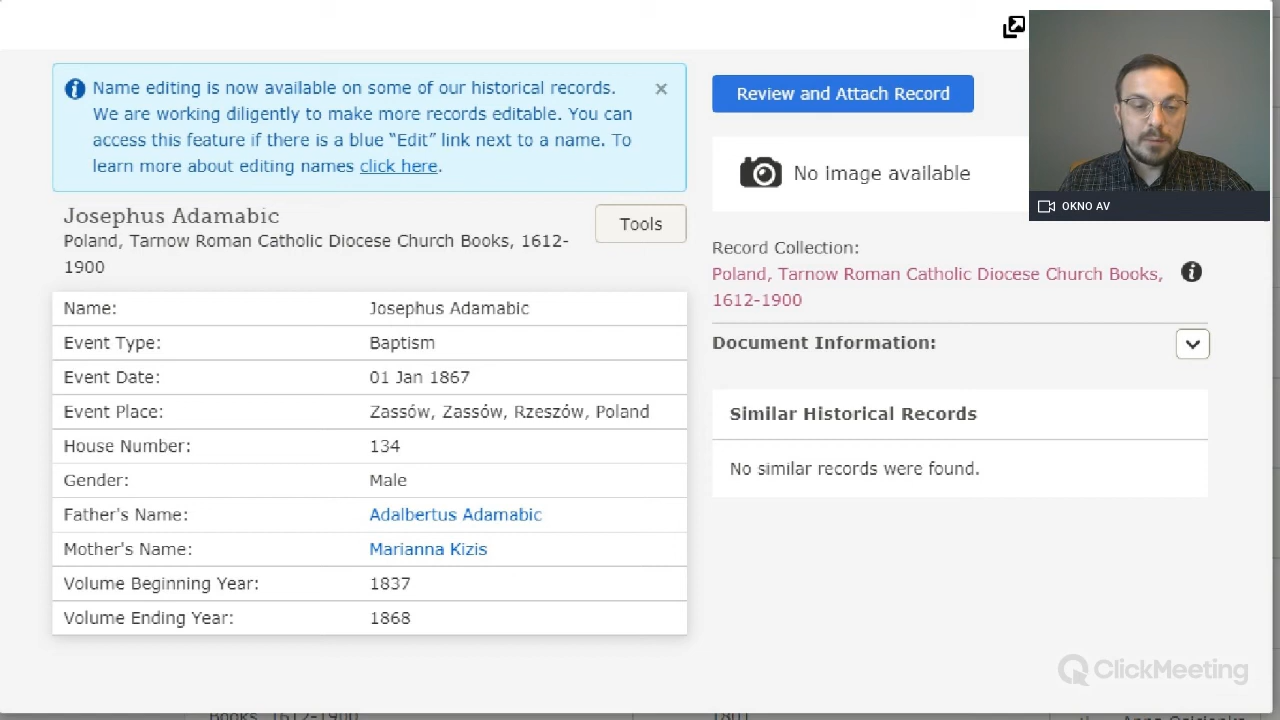 Name editing is now available on some of our historical records.
We are working diligently to make more records editable. You can
access this feature if there is a blue “Edit” link next to a name. To
learn more about editing names click here.
×
Josephus Adamabic
Poland, Tarnow Roman Catholic Diocese Church Books, 1612-
1900
Tools
Name: Josephus Adamabic
Event Type: Baptism
Event Date: 01 Jan 1867
Event Place: Zassów, Zassów, Rzeszów, Poland
House Number: 134
Gender: Male
Father's Name: Adalbertus Adamabic
Mother's Name: Marianna Kizis
Volume Beginning Year: 1837
Volume Ending Year: 1868
Review and Attach Record
No image available
OKNO AV
Record Collection:
Poland, Tarnow Roman Catholic Diocese Church Books,
1612-1900
Document Information:
Similar Historical Records
No similar records were found.
ClickMeeting